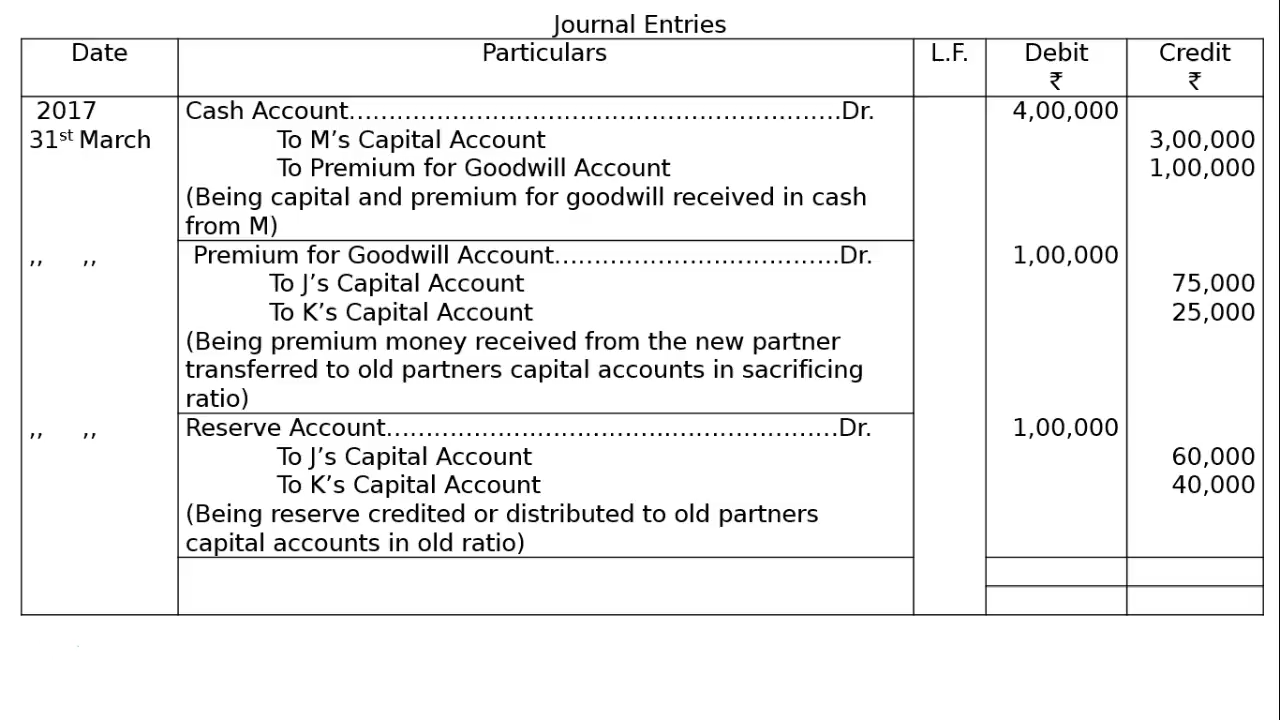 Journal Entries
Date Particulars L.F. Debit Credit
₹ ₹
2017 Cash Account……………………………………………………..Dr. 4,00,000
31st March To M’s Capital Account 3,00,000
To Premium for Goodwill Account 1,00,000
(Being capital and premium for goodwill received in cash
from M)
,, ,, Premium for Goodwill Account………………………………Dr. 1,00,000
To J’s Capital Account 75,000
To K’s Capital Account 25,000
(Being premium money received from the new partner
transferred to old partners capital accounts in sacrificing
ratio)
,, ,, Reserve Account…………………………………………………Dr. 1,00,000
To J’s Capital Account 60,000
To K’s Capital Account 40,000
(Being reserve credited or distributed to old partners
capital accounts in old ratio)